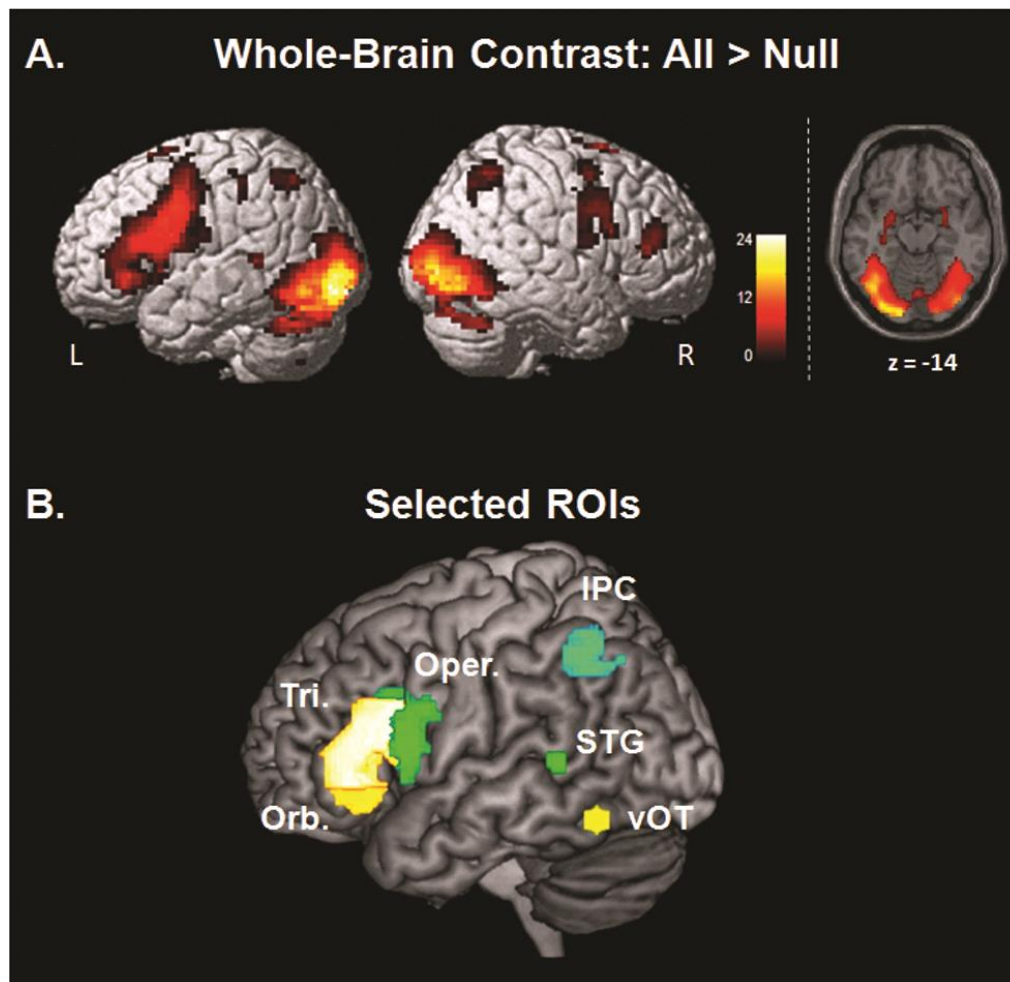 A. Whole-Brain Contrast: All > Null
L
R
24
12
0
z = -14
B. Selected ROIs
IPC
Oper.
Tri.
STG
Orb.
vOT